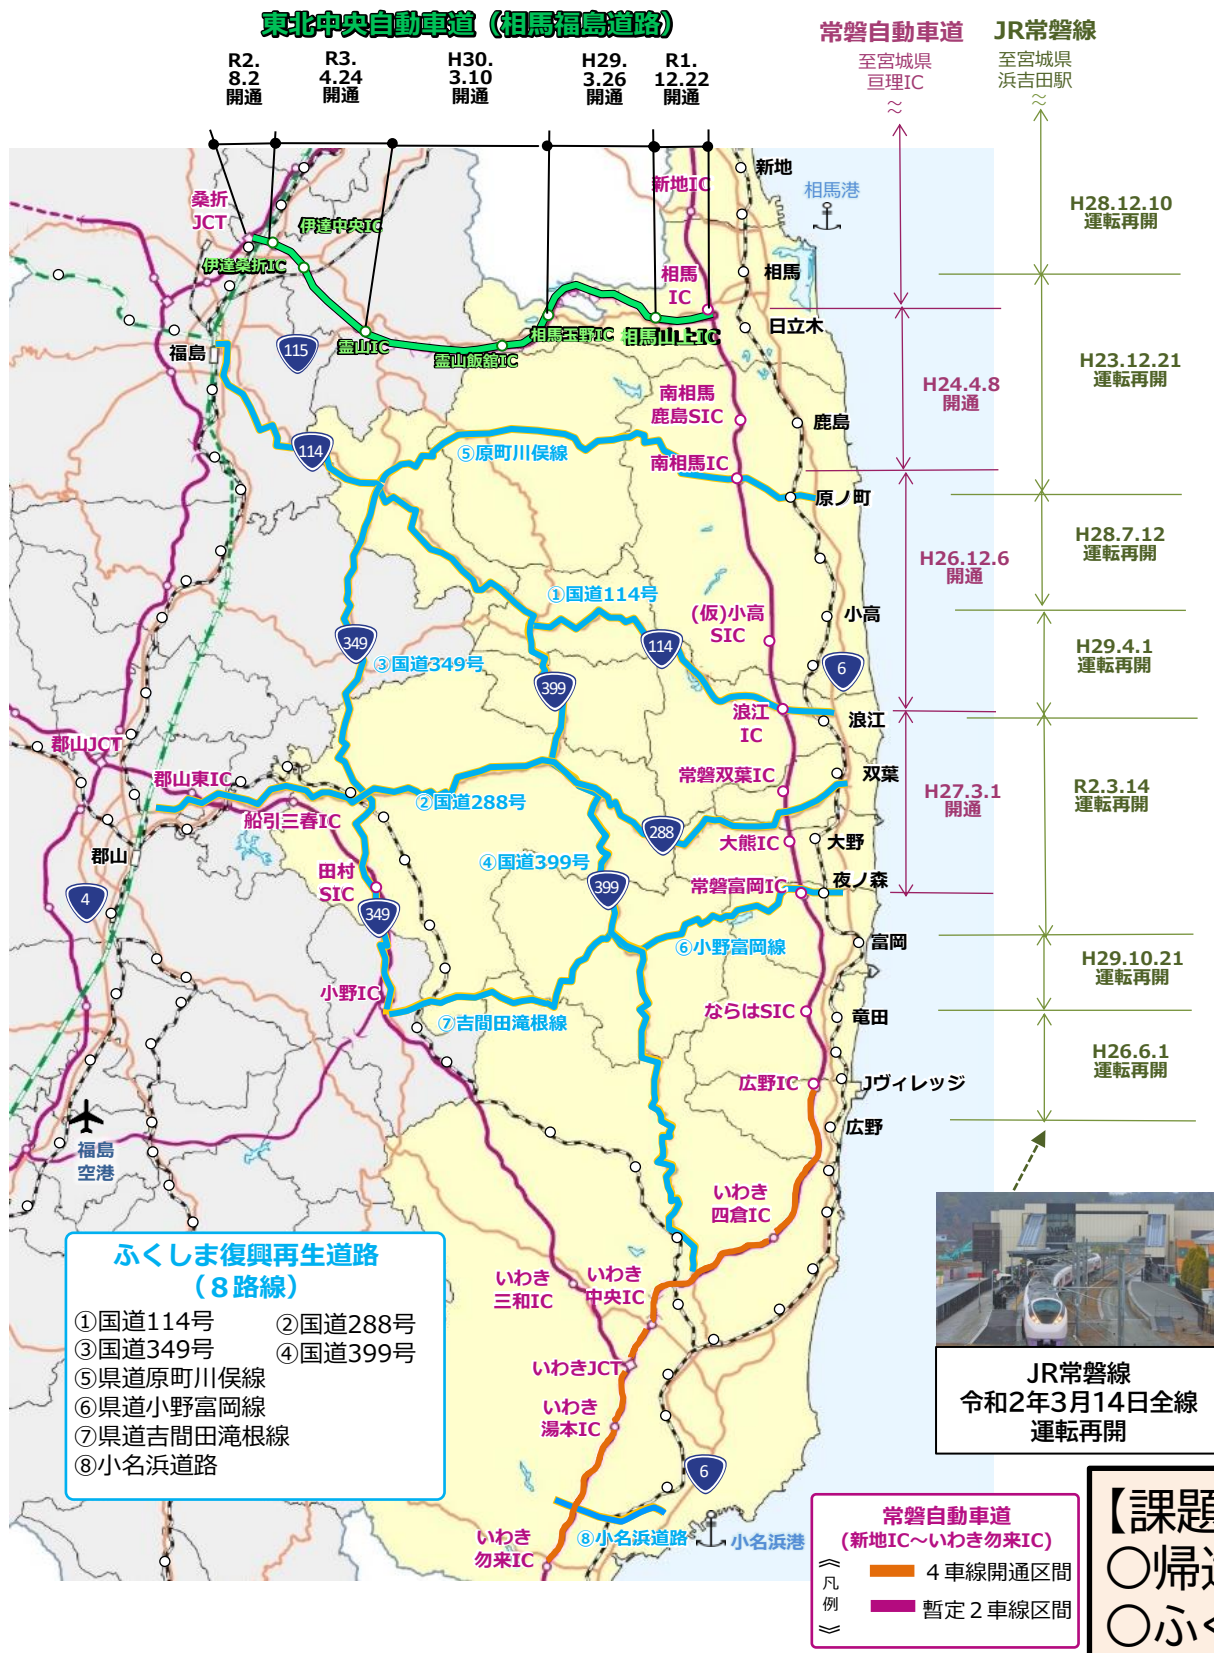 東北中央自動車道（相馬福島道路）
常磐自動車道
JR常磐線
至宮城県
亘理IC
至宮城県
浜吉田駅
R2.
8.2
開通
R3.
4.24
開通
H30.
3.10
開通
H29.
3.26
開通
R1.
12.22
開通
新地
新地IC
相馬港
桑折
JCT
伊達中央IC
伊達桑折IC
相馬
IC
相馬
H28.12.10
運転再開
日立木
相馬玉野IC
相馬山上IC
霊山IC
霊山飯舘IC
福島
115
H23.12.21
運転再開
H24.4.8
開通
南相馬
鹿島SIC
鹿島
114
⑤原町川俣線
南相馬IC
原ノ町
H28.7.12
運転再開
H26.12.6
開通
①国道114号
(仮)小高
SIC
小高
349
③国道349号
114
399
6
H29.4.1
運転再開
浪江
IC
浪江
郡山JCT
郡山東IC
常磐双葉IC
双葉
H27.3.1
開通
R2.3.14
運転再開
②国道288号
船引三春IC
288
大熊IC
大野
郡山
田村
SIC
④国道399号
399
常磐富岡IC
夜ノ森
4
349
⑥小野富岡線
富岡
H29.10.21
運転再開
小野IC
⑦吉間田滝根線
ならはSIC
竜田
H26.6.1
運転再開
広野IC
Jヴィレッジ
広野
福島
空港
いわき
四倉IC
ふくしま復興再生道路
（８路線）
①国道114号
②国道288号
③国道349号
④国道399号
⑤県道原町川俣線
⑥県道小野富岡線
⑦県道吉間田滝根線
⑧小名浜道路
いわき
三和IC
いわき
中央IC
いわきJCT
いわき
湯本IC
JR常磐線
令和2年3月14日全線
運転再開
6
⑧小名浜道路
小名浜港
いわき
勿来IC
常磐自動車道
(新地IC～いわき勿来IC)
≪凡例≫
４車線開通区間
暫定２車線区間
【課題
○帰還
○ふく